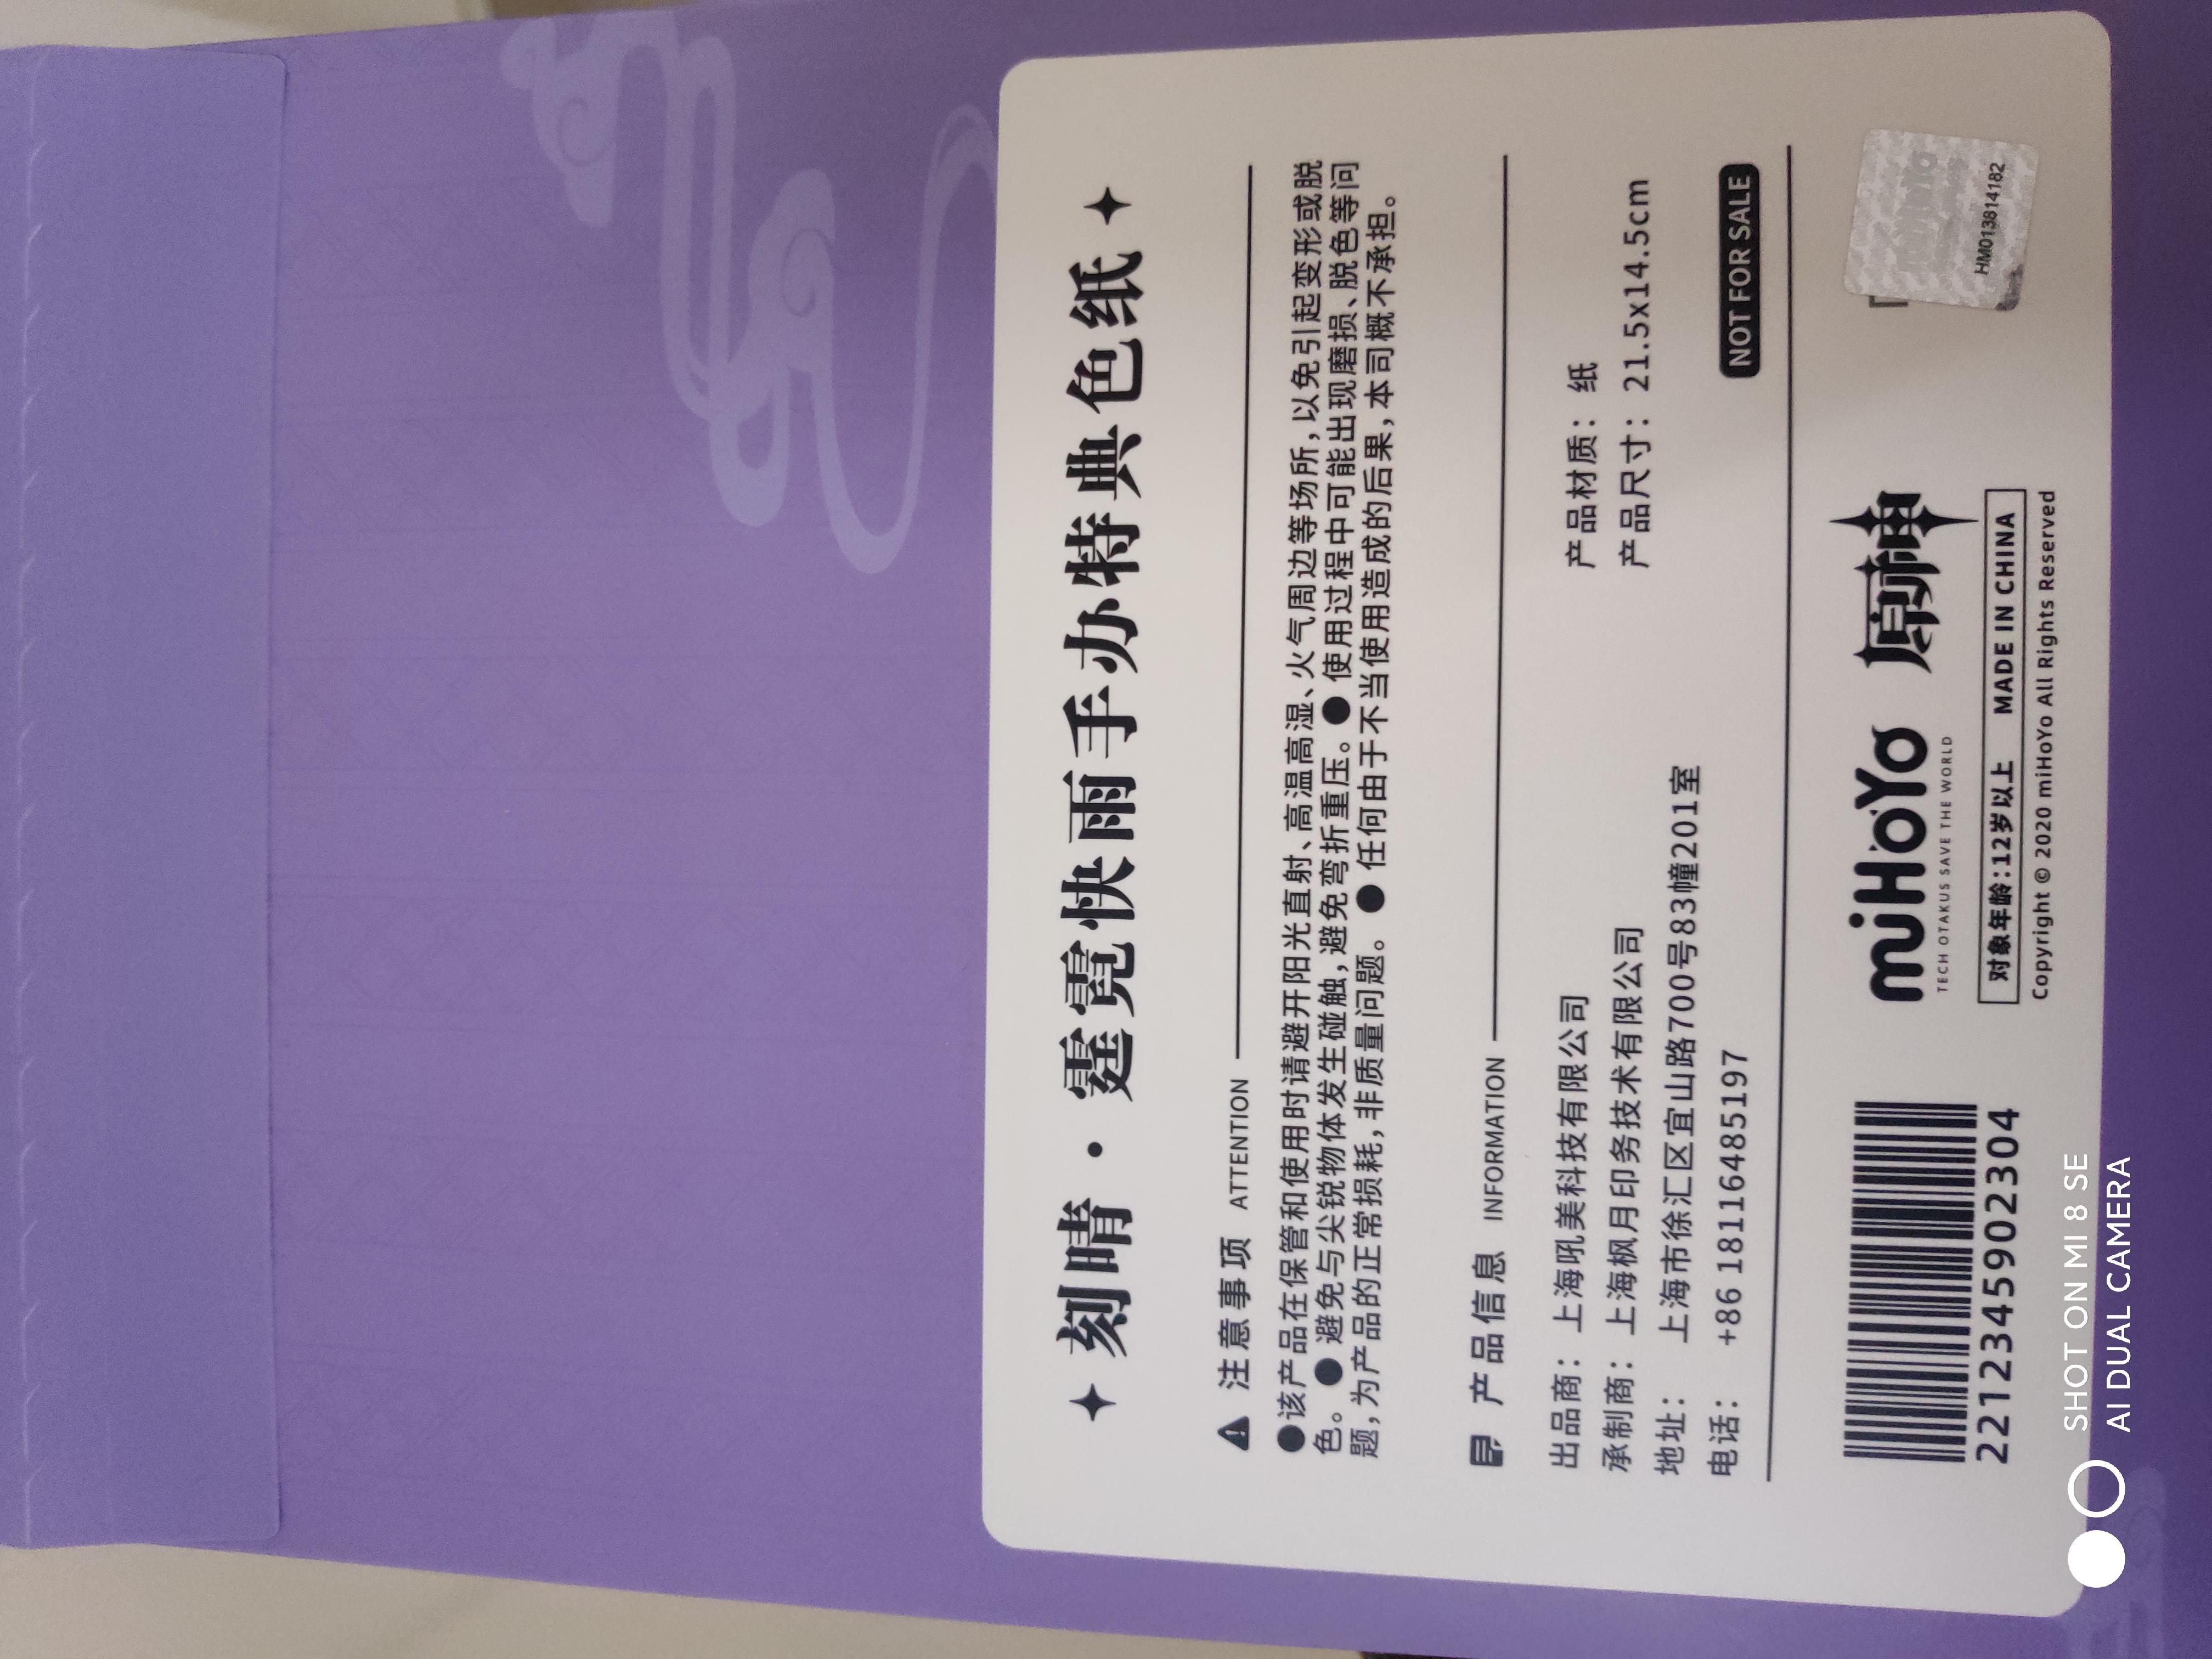 刻晴·霆霓快雨手办特典色纸
注意事项 ATTENTION
●该产品在保管和使用时请避开阳光直射、高温高湿、火气周边等场所,以免引起变形或脱
色。●避免与尖锐物体发生碰触,避免弯折重压。●使用过程中可能出现磨损、脱色等问
题,为产品的正常损耗,非质量问题。●任何由于不当使用造成的后果,本司概不承担。
产品信息 INFORMATION
出品商： 上海吼美科技有限公司
承制商： 上海枫月印务技术有限公司
地址： 上海市徐汇区宜山路700号83幢201室
电话： +86 18116485197
产品材质： 纸
产品尺寸： 21.5x14.5cm
NOT FOR SALE
2212345902304
miHoYo
TECH OTAKUS SAVE THE WORLD
原神
对象年龄:12岁以上 MADE IN CHINA
Copyright © 2020 miHoYo All Rights Reserved
HM013814182
SHOT ON MI 8 SE
AI DUAL CAMERA